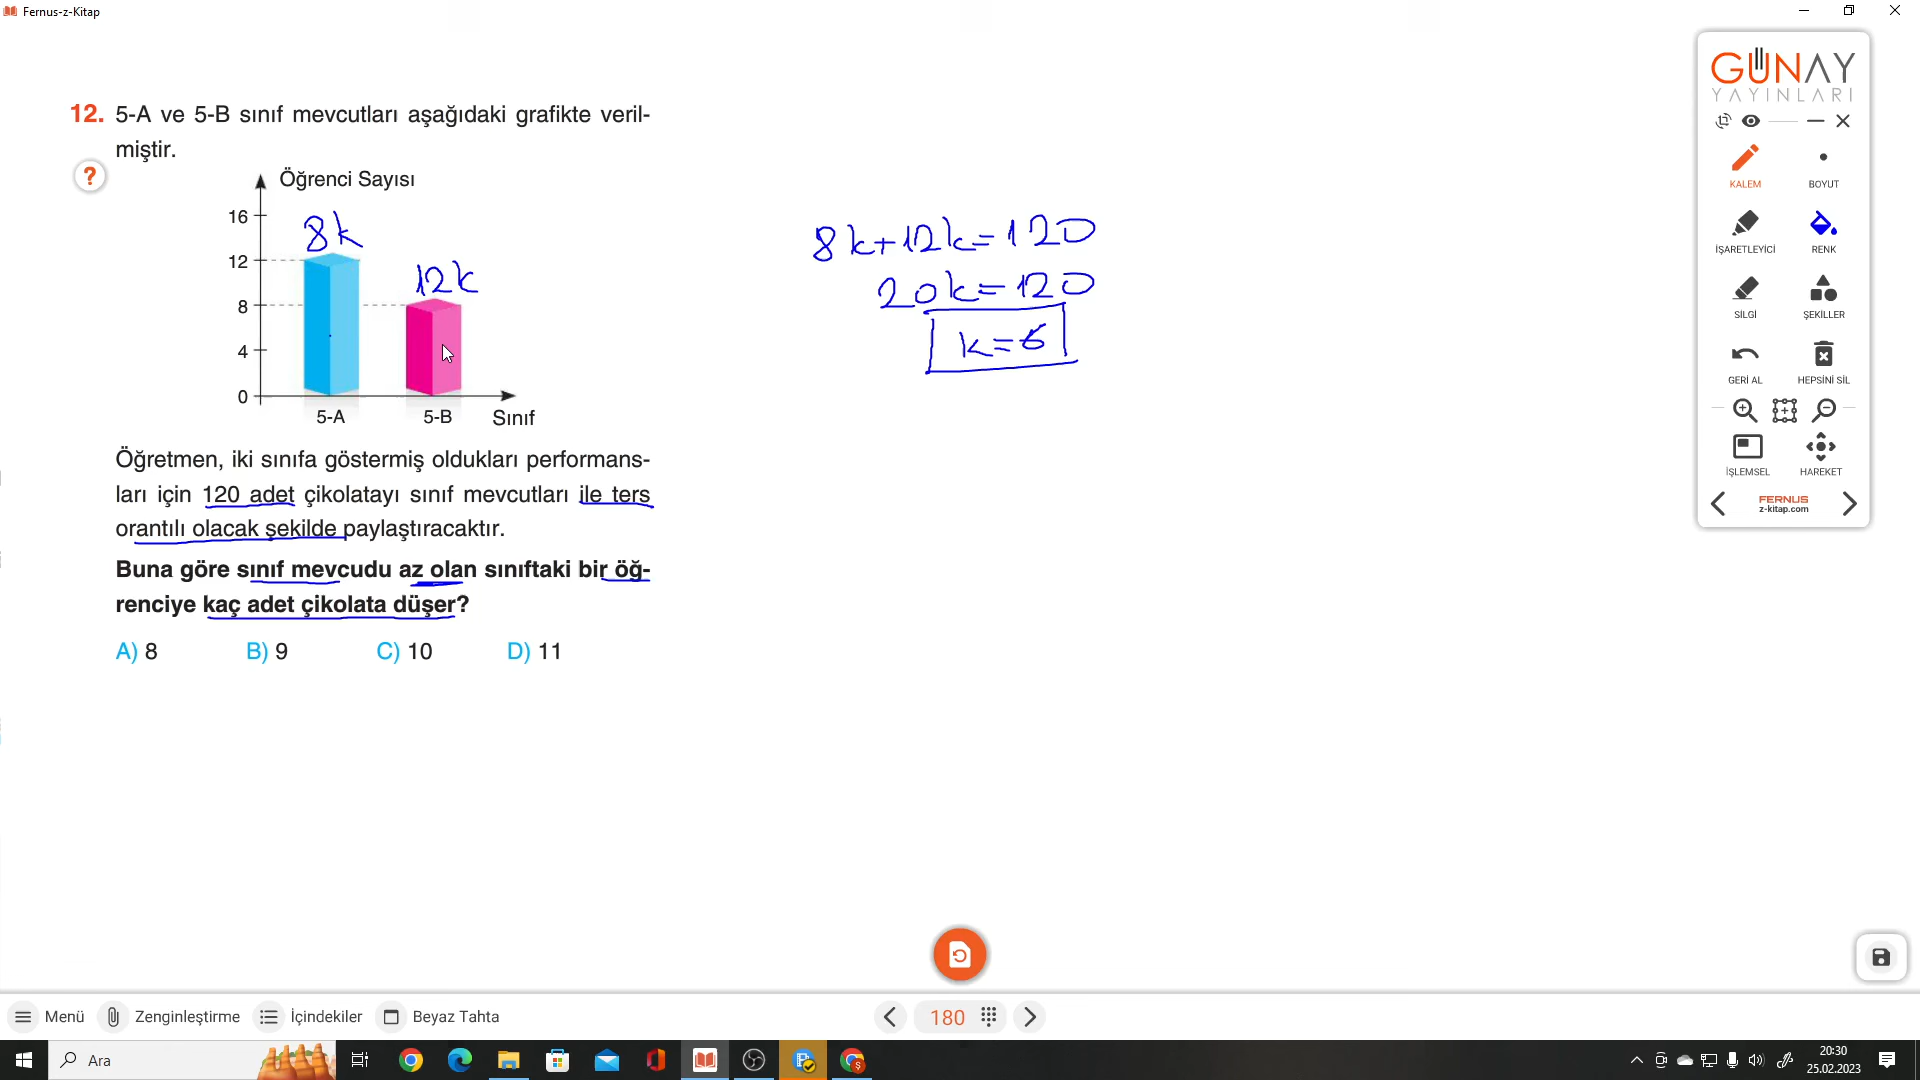 Fernus-z-Kitap
12. 5-A ve 5-B sınıf mevcutları aşağıdaki grafikte veril-
miştir.
?
Öğrenci Sayısı
16
12
8
4
0
8k
12k
5-A
5-B
Sınıf
8k+12k=120
20k=120
k=6
Öğretmen, iki sınıfa göstermiş oldukları performans-
ları için 120 adet çikolatayı sınıf mevcutları ile ters
orantılı olacak şekilde paylaştıracaktır.
Buna göre sınıf mevcudu az olan sınıftaki bir öğ-
renciye kaç adet çikolata düşer?
A) 8 B) 9 C) 10 D) 11
GÜNAY
YAYINLARI
KALEM BOYUT
İŞARETLEYİCİ RENK
SİLGİ ŞEKİLLER
GERİ AL HEPSİNİ SİL
İŞLEMSEL HAREKET
FERNUS
z-kitap.com
Menü Zenginleştirme İçindekiler Beyaz Tahta
180
Ara
20:30
25.02.2023